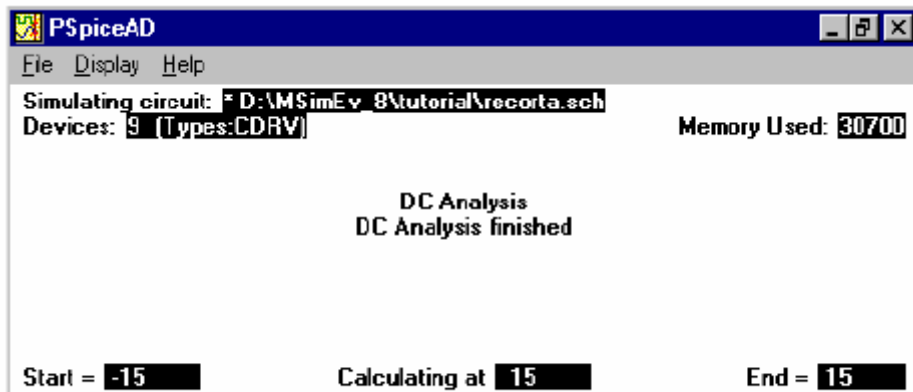 PSpiceAD
File Display Help
Simulating circuit: * D:\MSimEv_8\tutorial\recorta.sch
Devices: 9 (Types:CDRV) Memory Used: 30700
DC Analysis
DC Analysis finished
Start = -15 Calculating at 15 End = 15